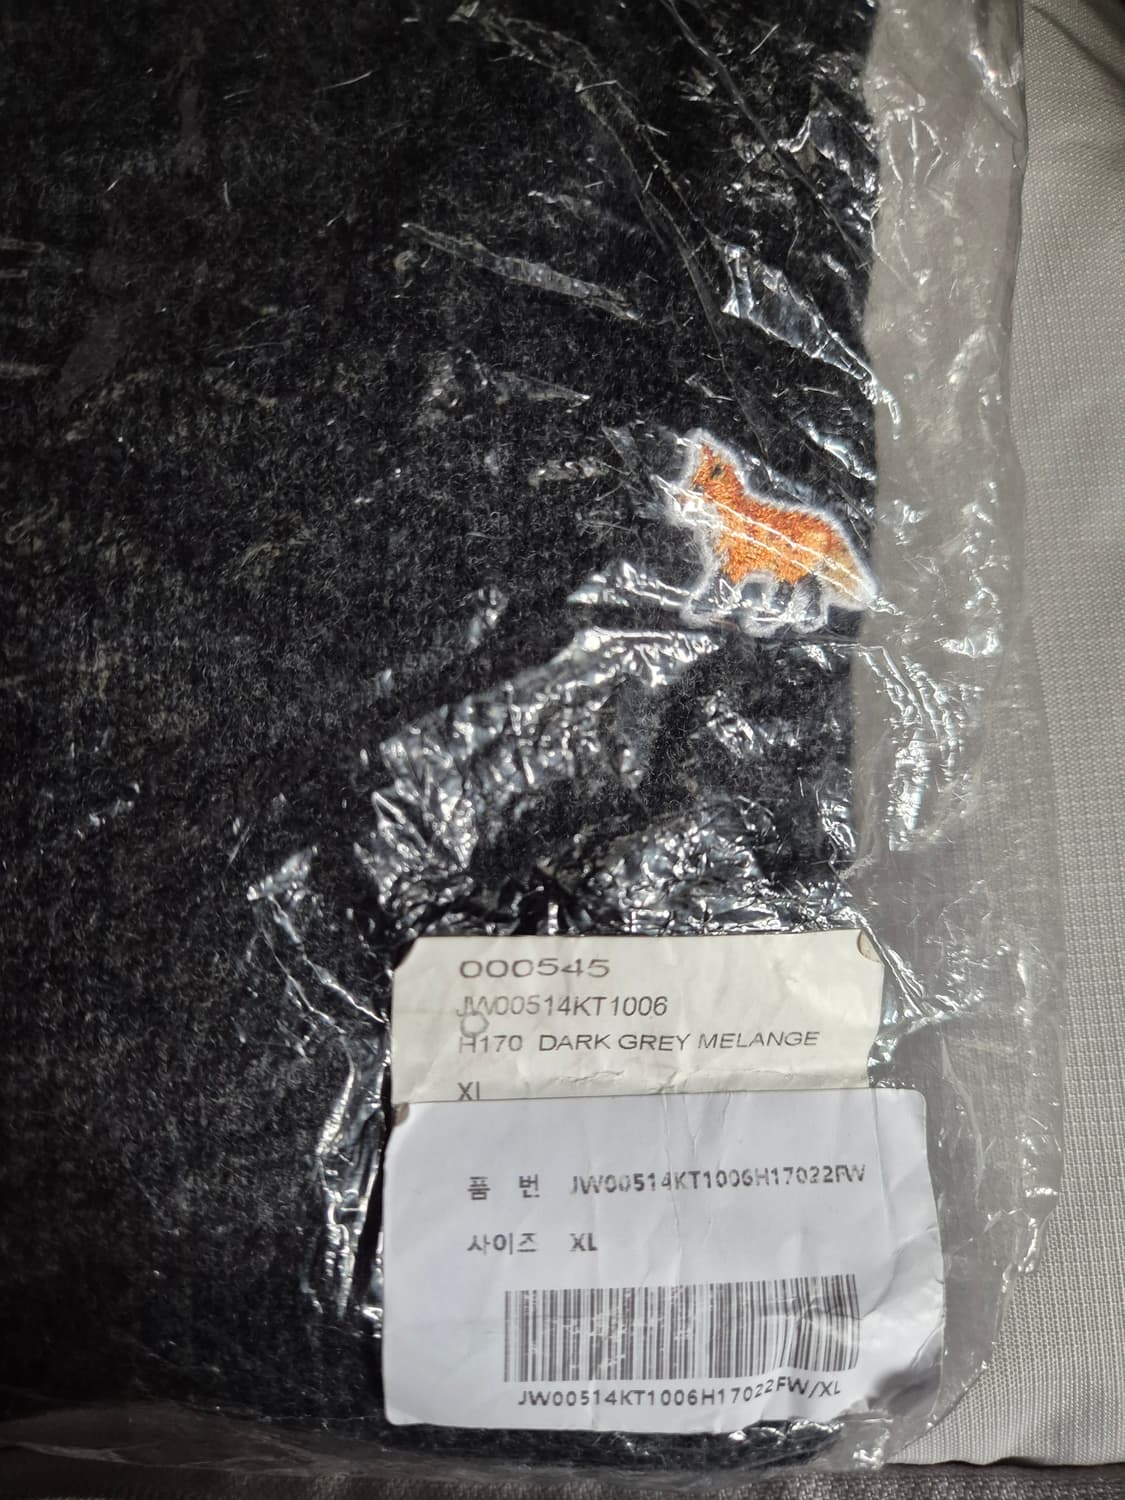 000545
JW00514KT1006
H170 DARK GREY MELANGE
XL
품 번 JW00514KT1006H17022FW
사이즈 XL
JW00514KT1006H17022FW/XL